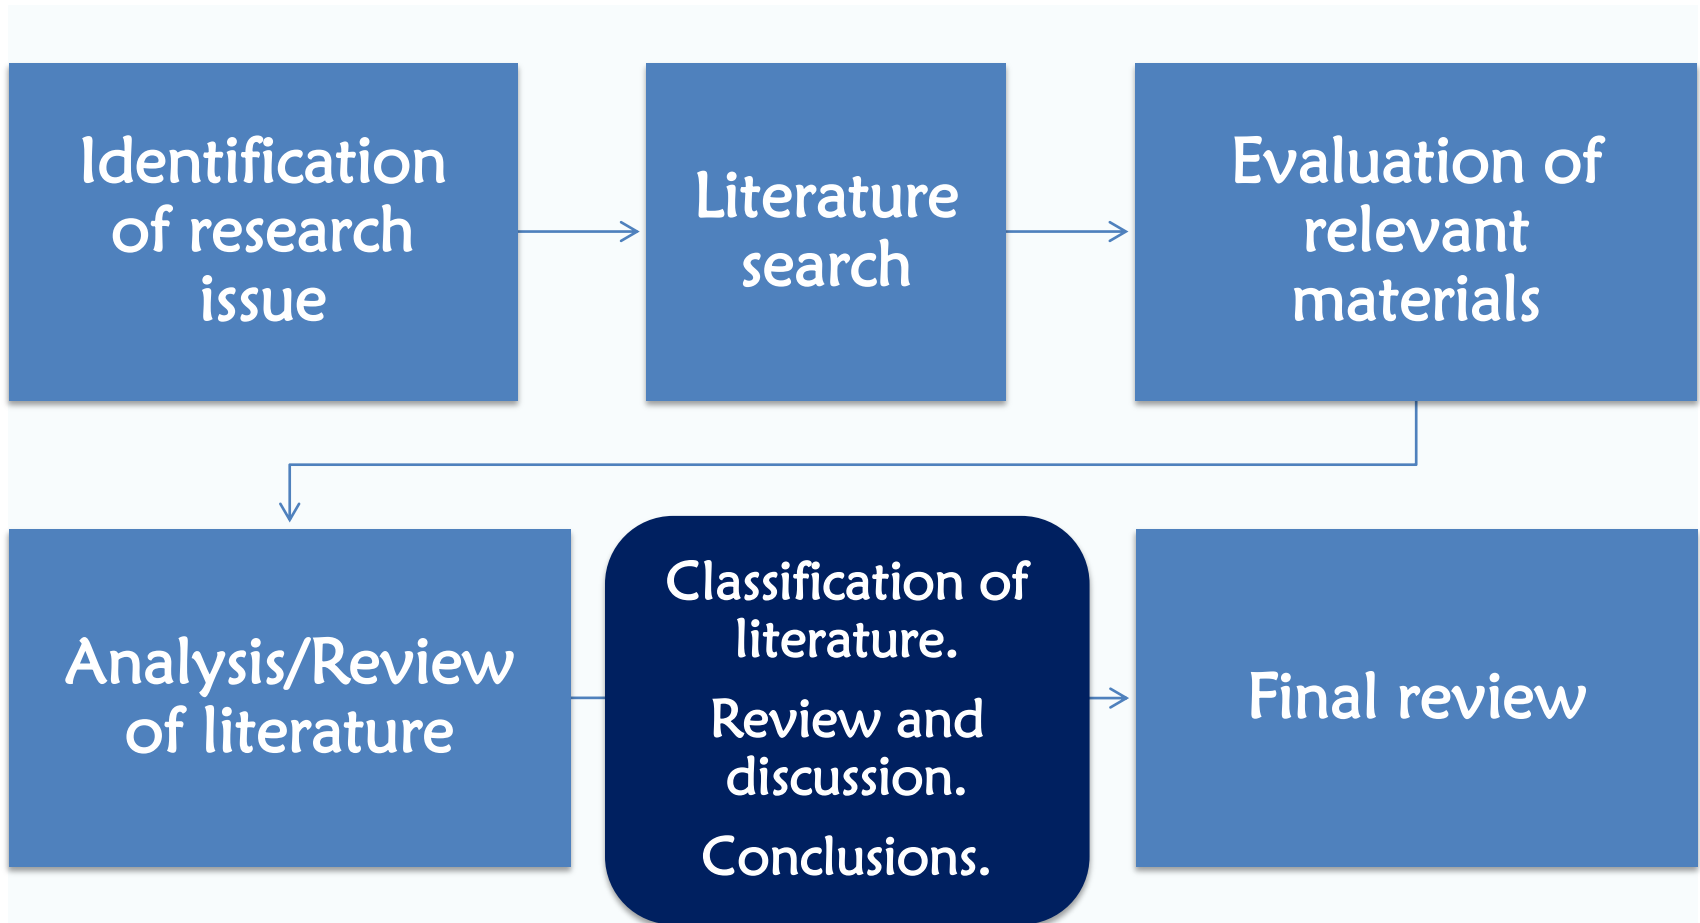 Identification
of research
issue
Literature
search
Evaluation of
relevant
materials
Analysis/Review
of literature
Classification of
literature.
Review and
discussion.
Conclusions.
Final review